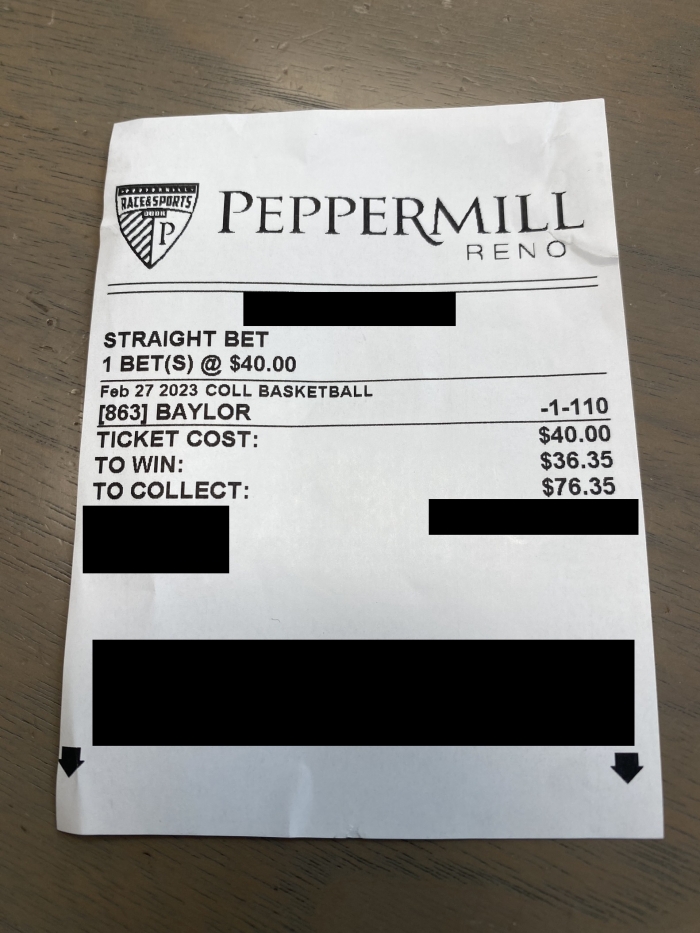 RACE&SPORTS
BOOK
P
PEPPERMILL
RENO
STRAIGHT BET
1 BET(S) @ $40.00
Feb 27 2023 COLL BASKETBALL
[863] BAYLOR -1-110
TICKET COST: $40.00
TO WIN: $36.35
TO COLLECT: $76.35